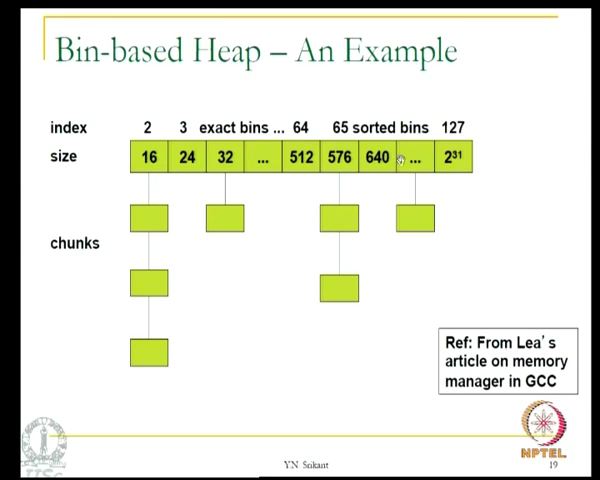 Bin-based Heap – An Example
index 2 3 exact bins ... 64 65 sorted bins 127
size 16 24 32 ... 512 576 640 ... 2³¹
chunks
Ref: From Lea's
article on memory
manager in GCC
NPTEL
Y.N. Srikant
19